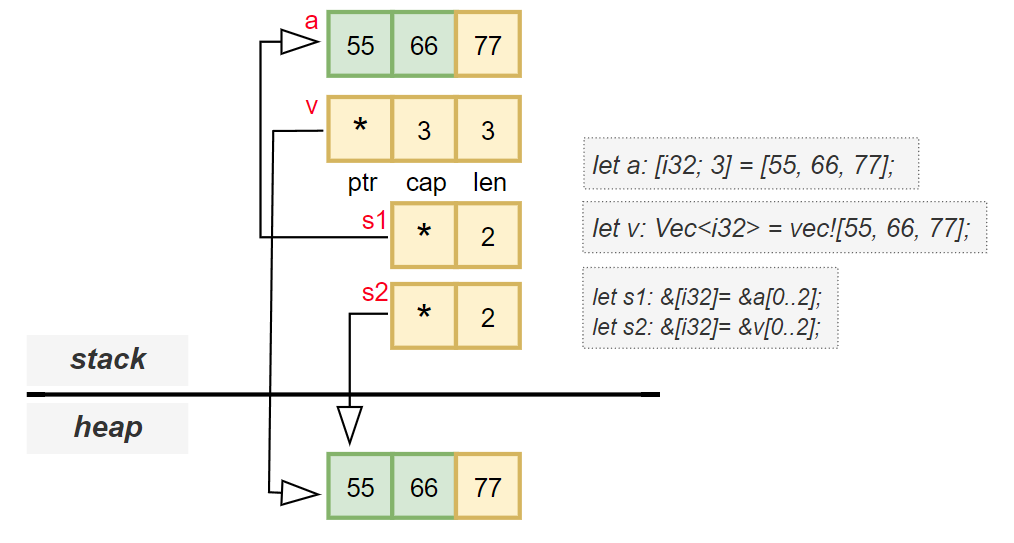 a
55 66 77
v
* 3 3
ptr cap len
s1
* 2
s2
* 2
let a: [i32; 3] = [55, 66, 77];
let v: Vec<i32> = vec![55, 66, 77];
let s1: &[i32]= &a[0..2];
let s2: &[i32]= &v[0..2];
stack
heap
55 66 77